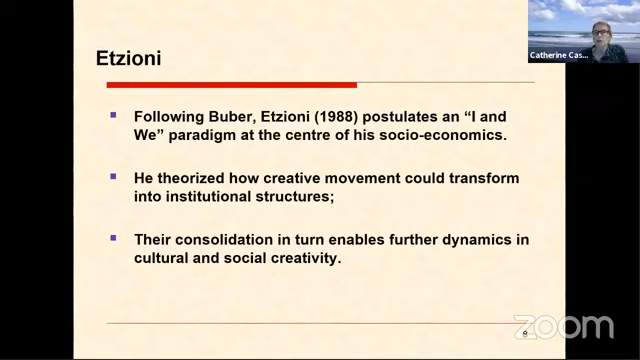 Etzioni
Catherine Cas...
Following Buber, Etzioni (1988) postulates an “I and
We” paradigm at the centre of his socio-economics.
He theorized how creative movement could transform
into institutional structures;
Their consolidation in turn enables further dynamics in
cultural and social creativity.
zoom